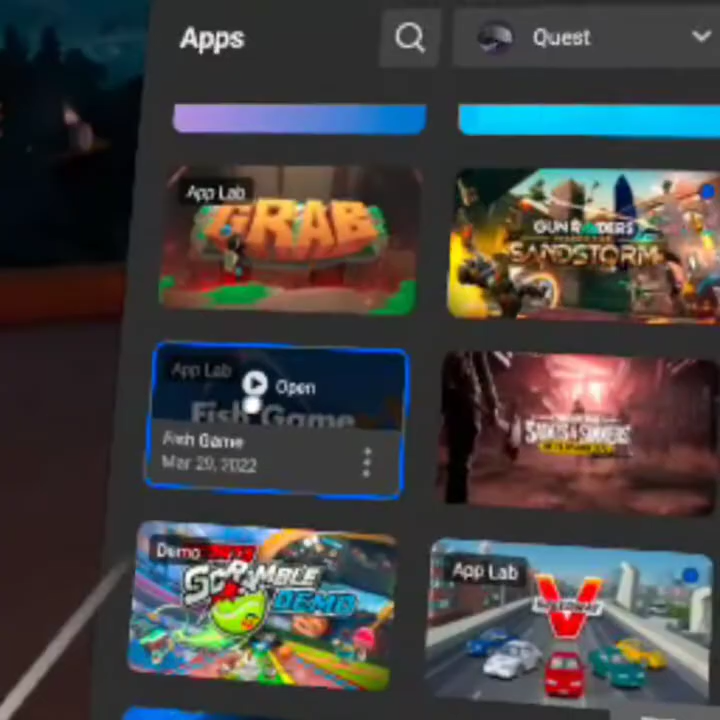 Apps
Quest
App Lab
GRAB
GUN RAIDERS
SANDSTORM
App Lab
Open
Fish Game
Fish Game
Mar 29, 2022
SAINTS & SINNERS
Demo
SCRAMBLE
DEMO
App Lab
V